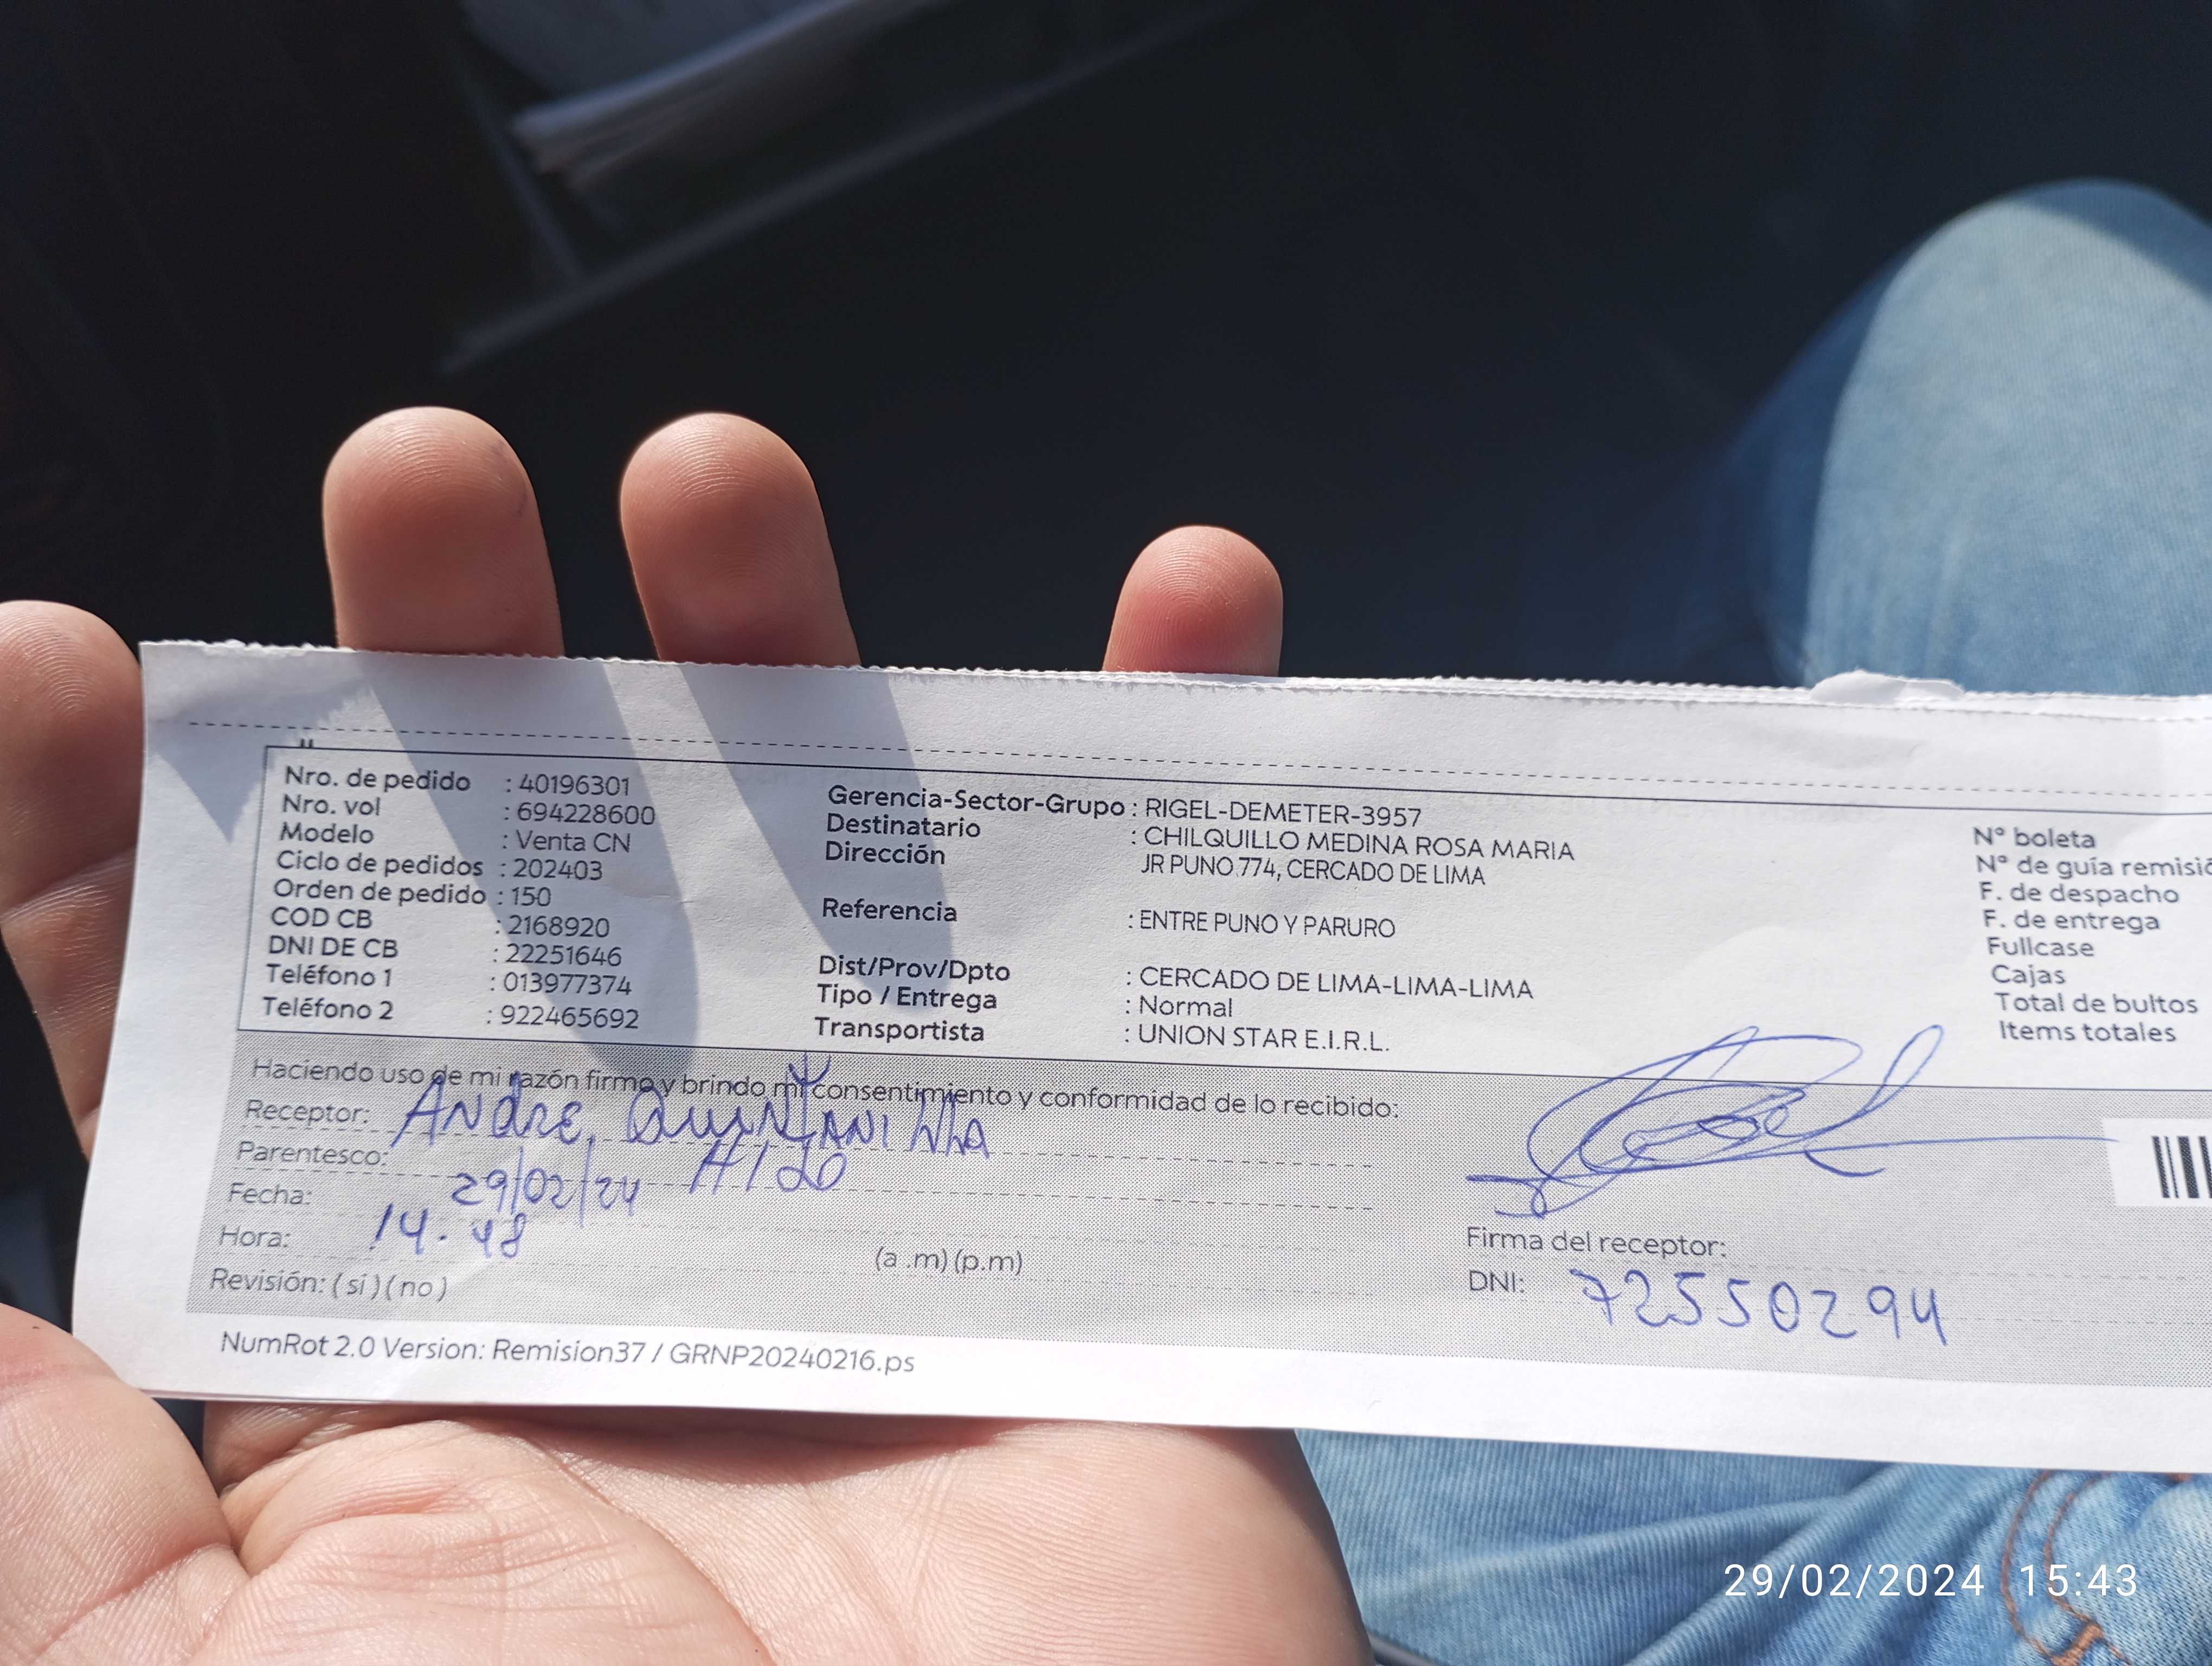 Nro. de pedido : 40196301
Nro. vol : 694228600
Modelo : Venta CN
Ciclo de pedidos : 202403
Orden de pedido : 150
COD CB : 2168920
DNI DE CB : 22251646
Teléfono 1 : 013977374
Teléfono 2 : 922465692
Gerencia-Sector-Grupo : RIGEL-DEMETER-3957
Destinatario : CHILQUILLO MEDINA ROSA MARIA
Dirección JR PUNO 774, CERCADO DE LIMA
Referencia : ENTRE PUNO Y PARURO
Dist/Prov/Dpto : CERCADO DE LIMA-LIMA-LIMA
Tipo / Entrega : Normal
Transportista : UNION STAR E.I.R.L.
N° boleta
N° de guía remisió
F. de despacho
F. de entrega
Fullcase
Cajas
Total de bultos
Items totales
Haciendo uso de mi razón firmo y brindo mi consentimiento y conformidad de lo recibido:
Receptor: Andre, Quintanilla
Parentesco: HIJO
Fecha: 29/02/24
Hora: 14.48 (a .m) (p.m)
Revisión: ( sí ) ( no )
Firma del receptor:
DNI: 72550294
NumRot 2.0 Version: Remision37 / GRNP20240216.ps
29/02/2024 15:43